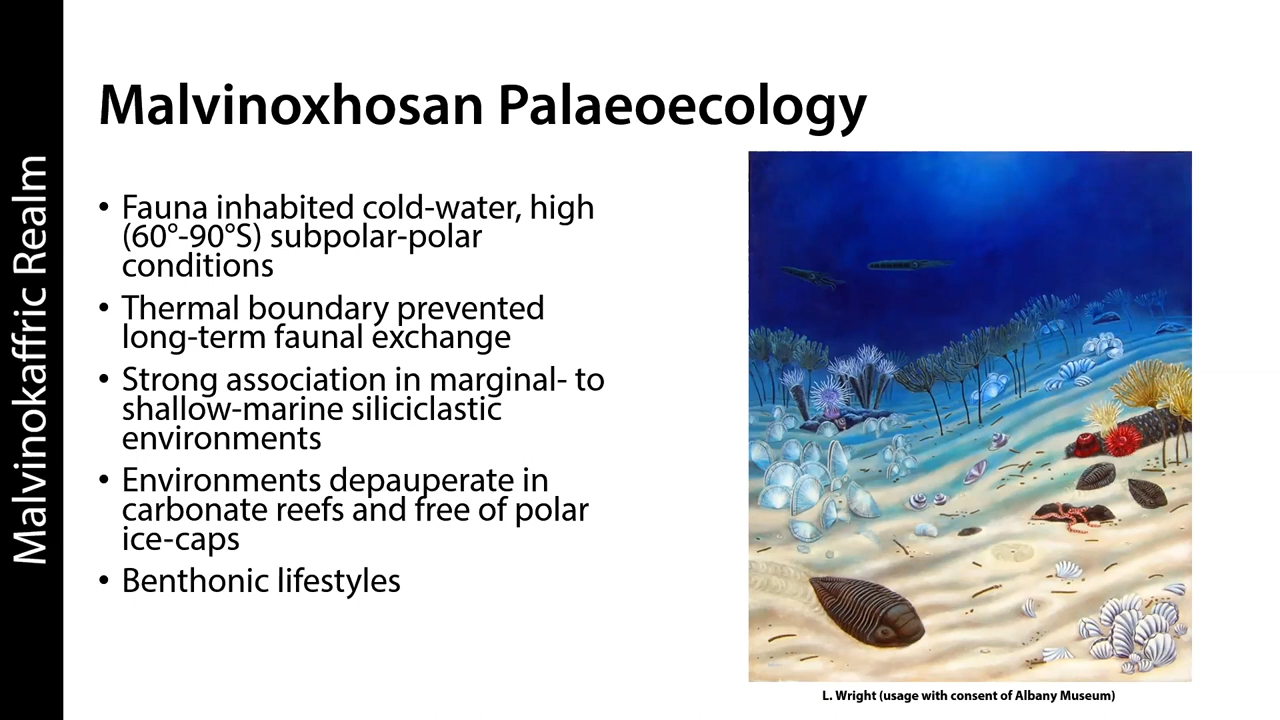 Malvinokaffric Realm
Malvinoxhosan Palaeoecology
• Fauna inhabited cold-water, high
(60°-90°S) subpolar-polar
conditions
• Thermal boundary prevented
long-term faunal exchange
• Strong association in marginal- to
shallow-marine siliciclastic
environments
• Environments depauperate in
carbonate reefs and free of polar
ice-caps
• Benthonic lifestyles
L. Wright (usage with consent of Albany Museum)